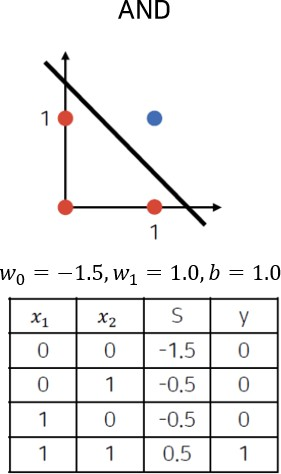 AND
1
1
w₀ = −1.5, w₁ = 1.0, b = 1.0
x₁ x₂ S y
0 0 -1.5 0
0 1 -0.5 0
1 0 -0.5 0
1 1 0.5 1